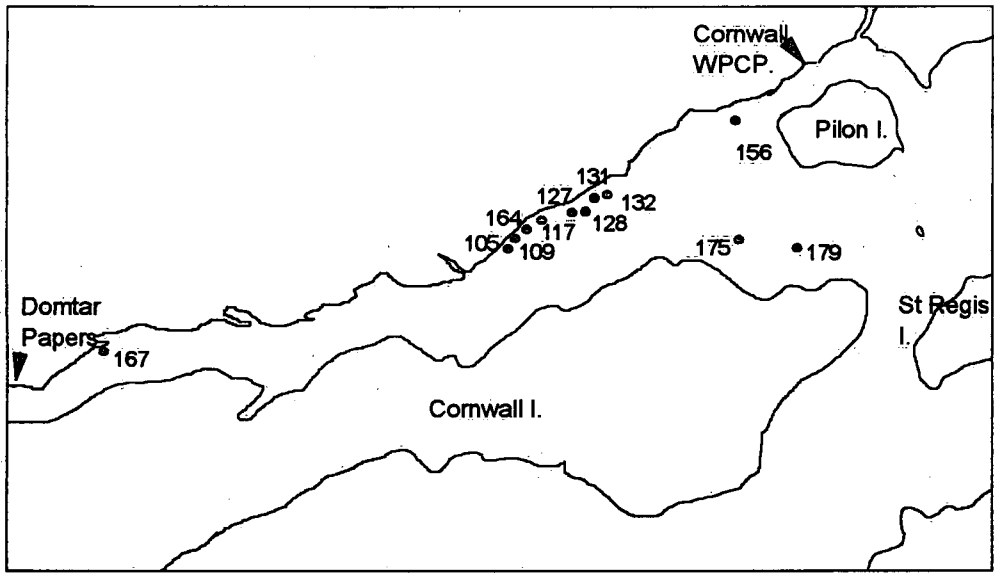 Cornwall
WPCP.
Pilon I.
156
131
127
132
164
128
117
105
109
175
179
Domtar
Papers
167
St Regis
I.
Cornwall I.